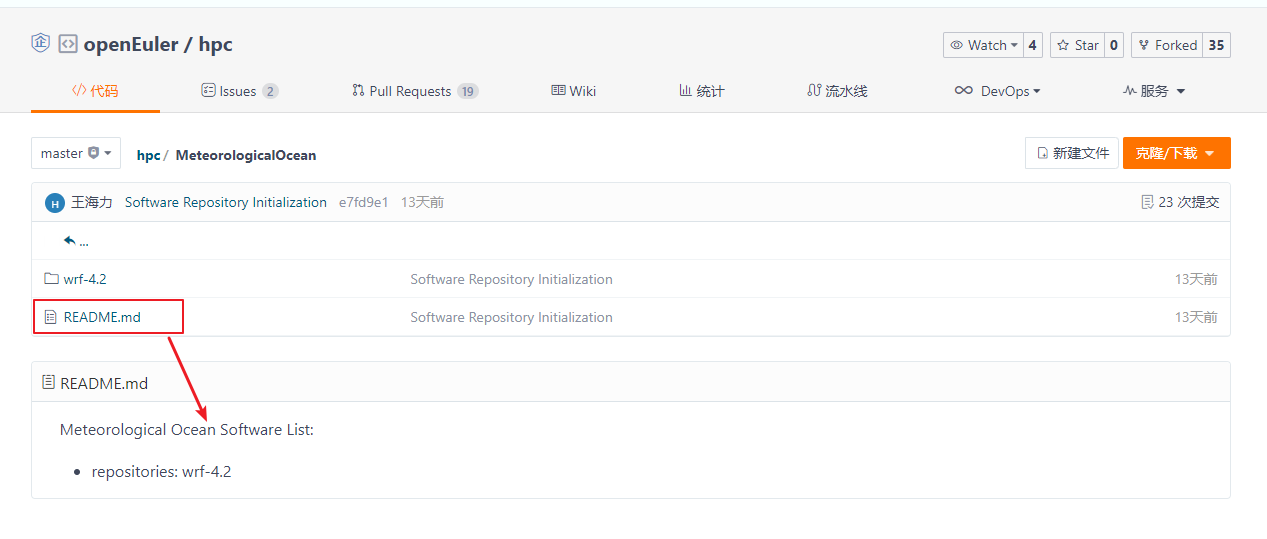 企 openEuler / hpc Watch 4 Star 0 Forked 35
代码 Issues 2 Pull Requests 19 Wiki 统计 流水线 DevOps 服务
master hpc / MeteorologicalOcean 新建文件 克隆/下载
H 王海力 Software Repository Initialization e7fd9e1 13天前 23 次提交
...
wrf-4.2 Software Repository Initialization 13天前
README.md Software Repository Initialization 13天前
README.md
Meteorological Ocean Software List:
• repositories: wrf-4.2